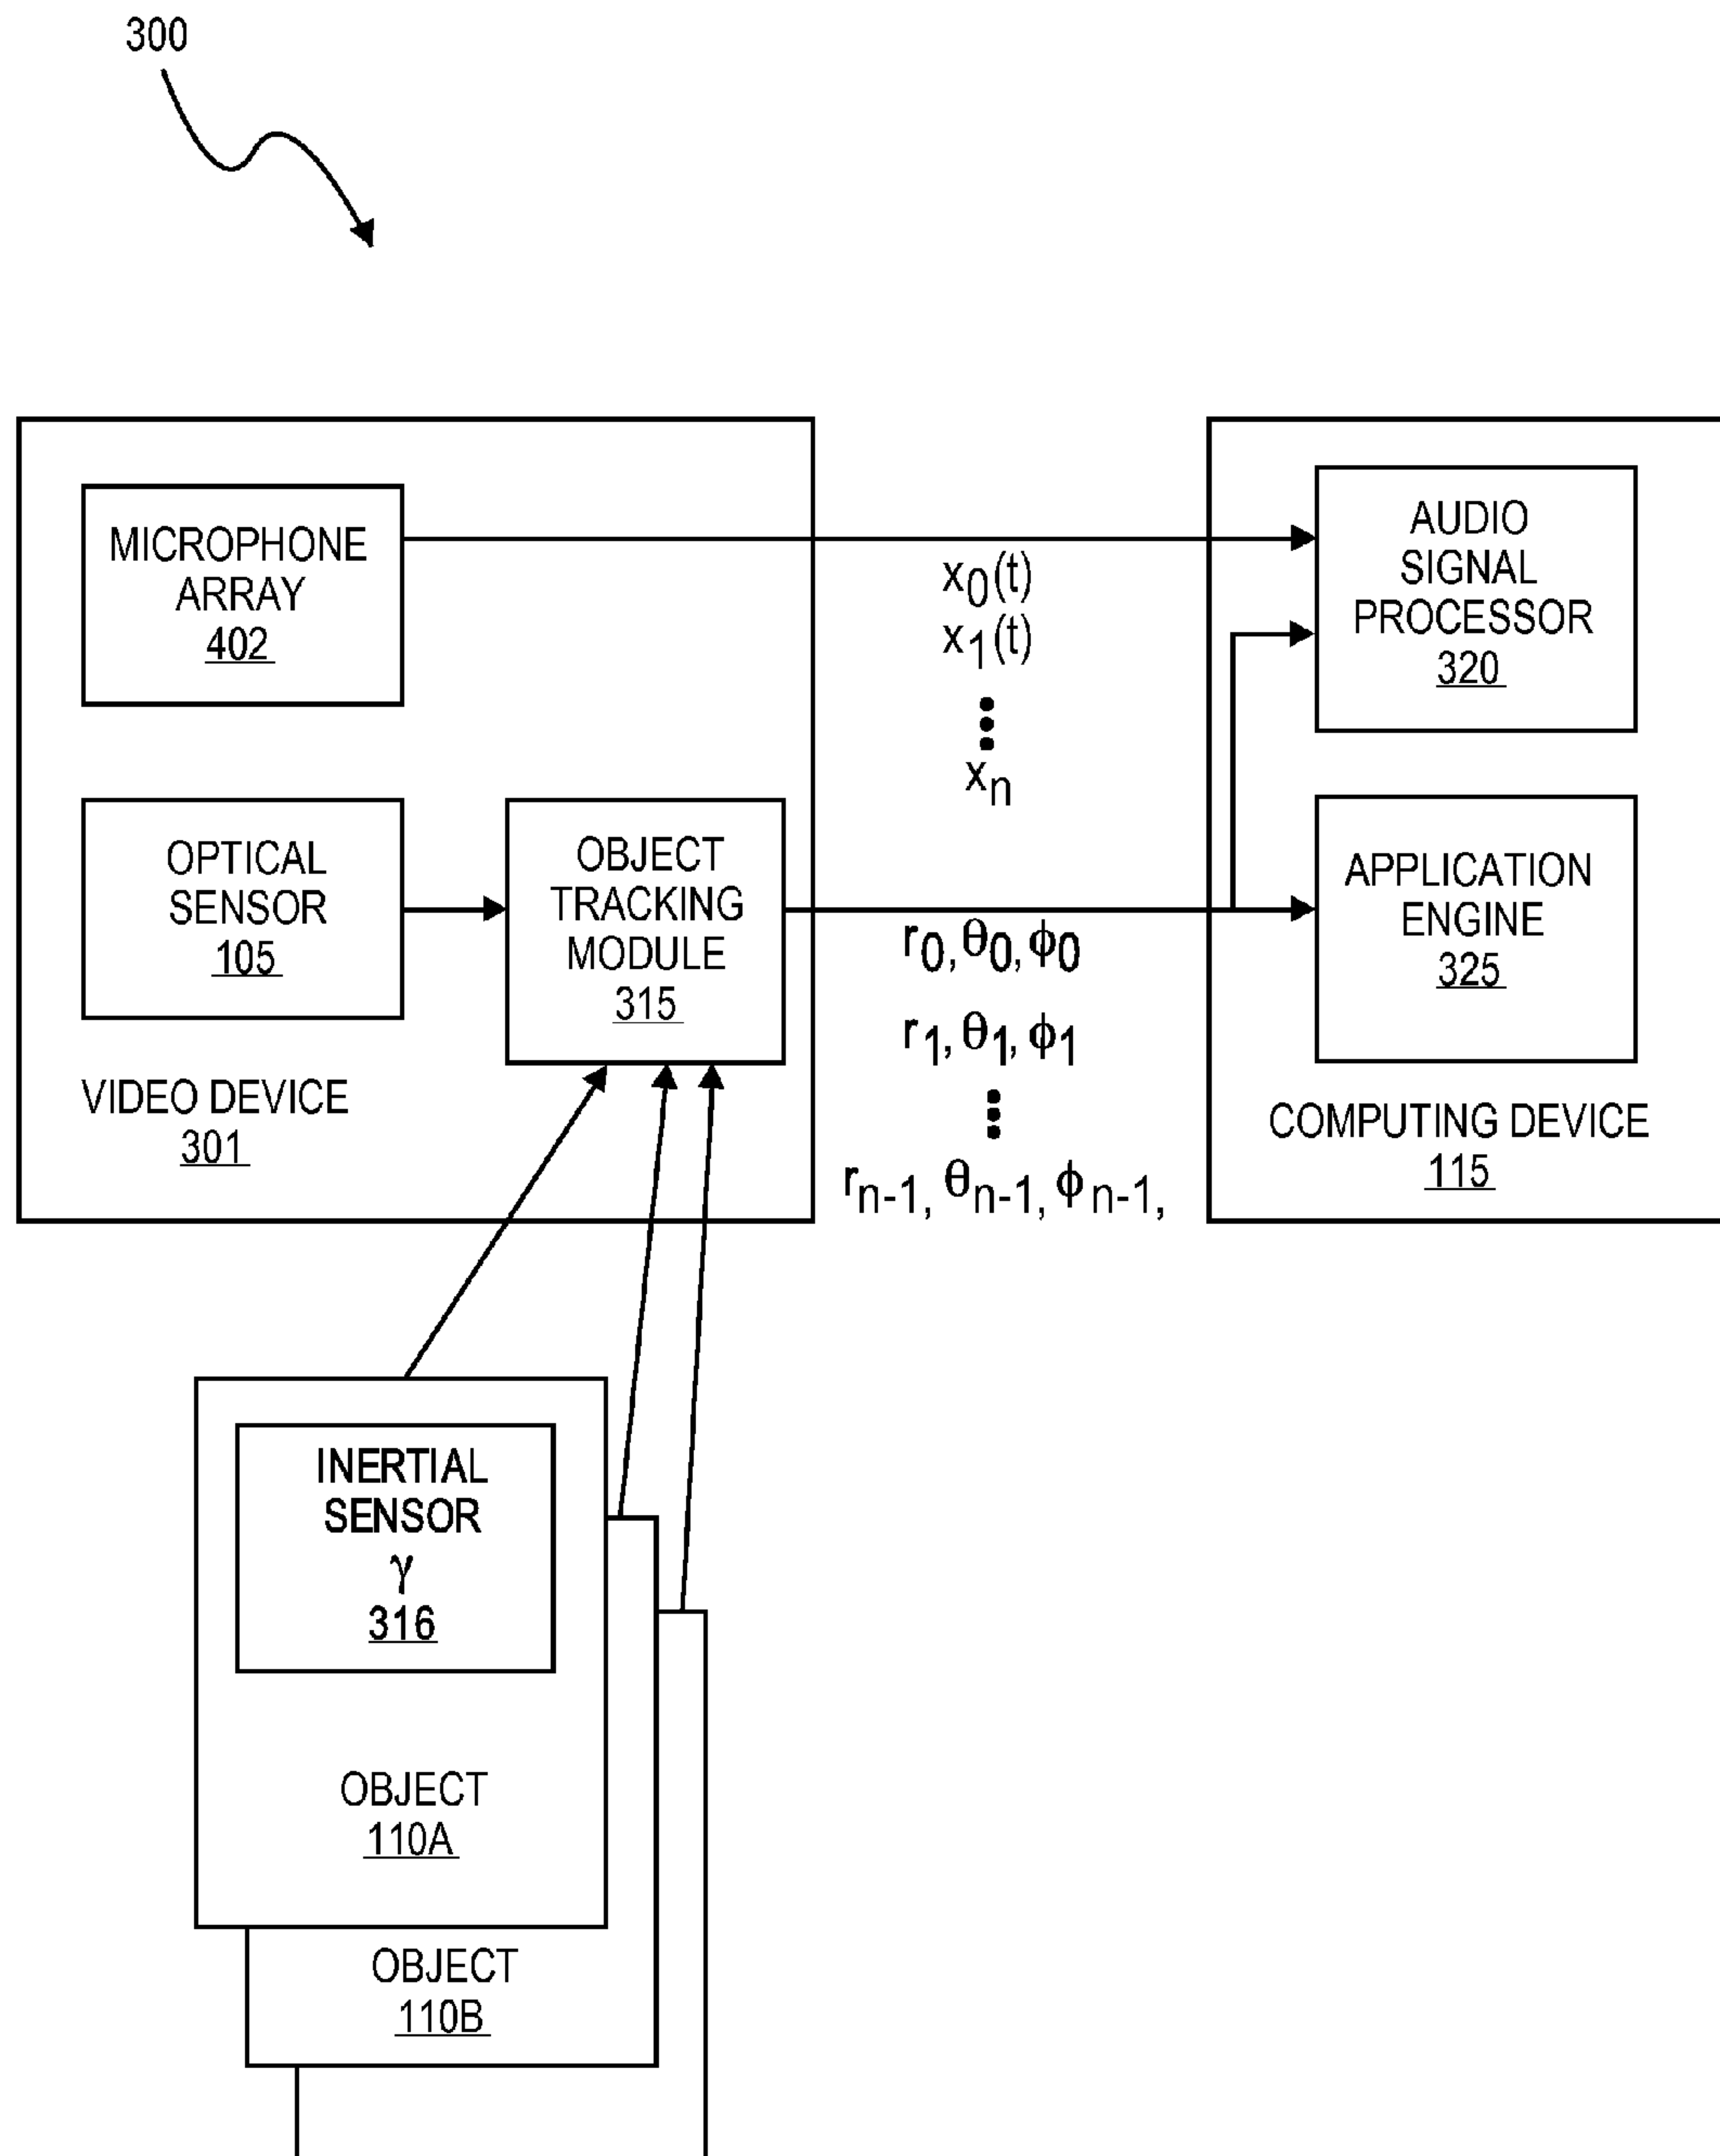 300
MICROPHONE
ARRAY
402
OPTICAL
SENSOR
105
OBJECT
TRACKING
MODULE
315
VIDEO DEVICE
301
x0(t)
x1(t)
xn
r0, θ0, ϕ0
r1, θ1, ϕ1
rn-1, θn-1, ϕn-1,
AUDIO
SIGNAL
PROCESSOR
320
APPLICATION
ENGINE
325
COMPUTING DEVICE
115
INERTIAL
SENSOR
γ
316
OBJECT
110A
OBJECT
110B